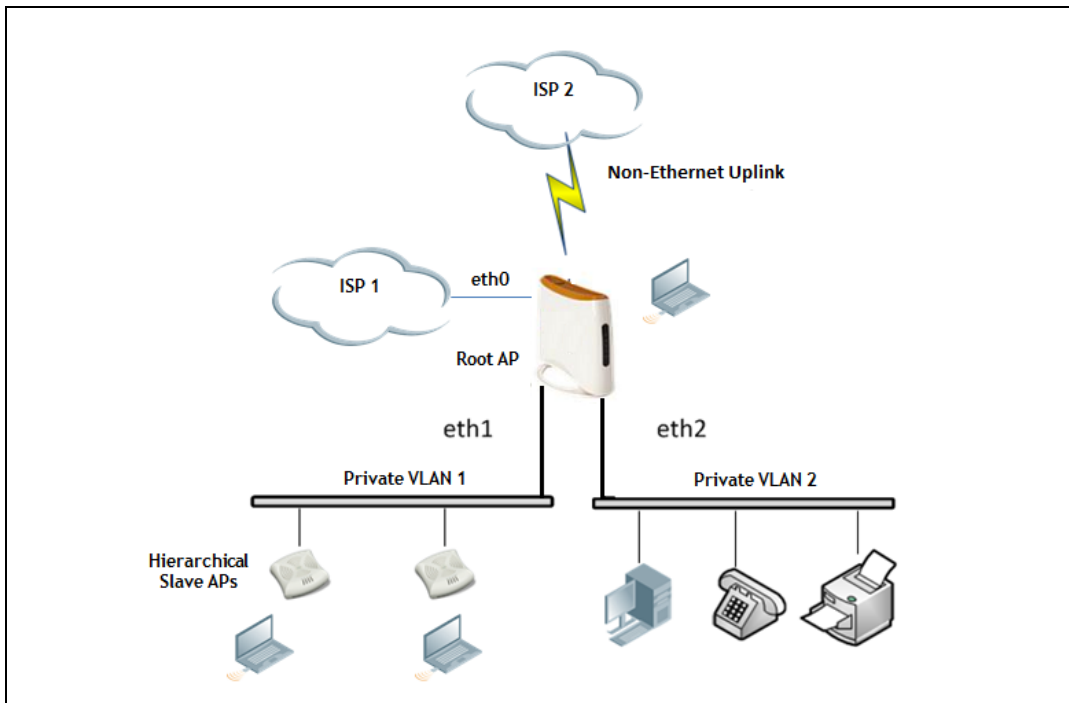 ISP 2
Non-Ethernet Uplink
ISP 1
eth0
Root AP
eth1
eth2
Private VLAN 1
Private VLAN 2
Hierarchical
Slave APs